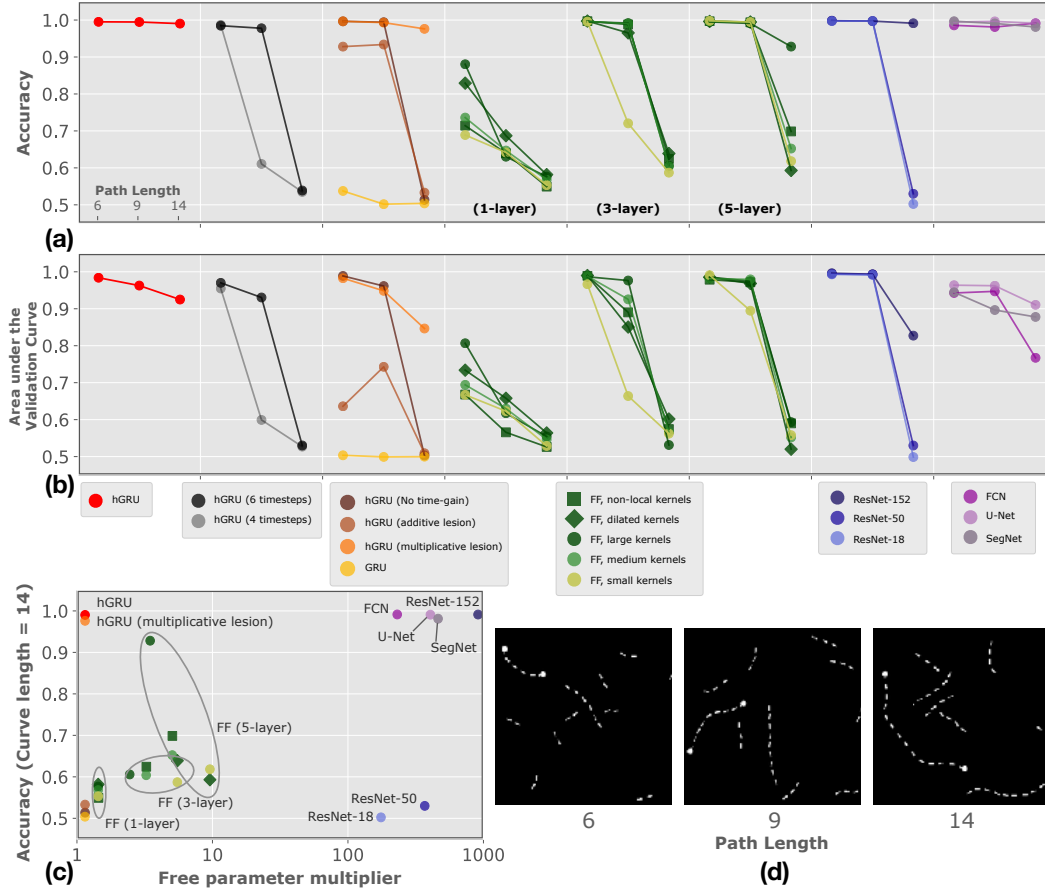 1.0
0.9
0.8
0.7
0.6
0.5
Accuracy
Path Length
6 9 14
(1-layer) (3-layer) (5-layer)
(a)
1.0
0.9
0.8
0.7
0.6
0.5
Area under the
Validation Curve
(b)
hGRU
hGRU (6 timesteps)
hGRU (4 timesteps)
hGRU (No time-gain)
hGRU (additive lesion)
hGRU (multiplicative lesion)
GRU
FF, non-local kernels
FF, dilated kernels
FF, large kernels
FF, medium kernels
FF, small kernels
ResNet-152
ResNet-50
ResNet-18
FCN
U-Net
SegNet
Accuracy (Curve length = 14)
1.0
0.9
0.8
0.7
0.6
0.5
hGRU
hGRU (multiplicative lesion)
FCN
ResNet-152
U-Net
SegNet
FF (5-layer)
FF (3-layer)
FF (1-layer)
ResNet-50
ResNet-18
1 10 100 1000
Free parameter multiplier
(c)
6 9 14
Path Length
(d)